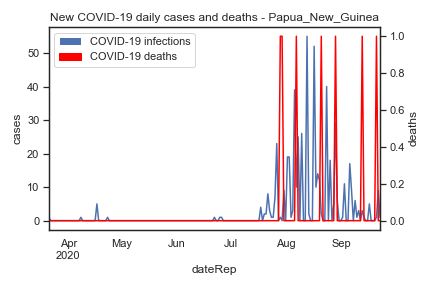 New COVID-19 daily cases and deaths - Papua_New_Guinea
COVID-19 infections
COVID-19 deaths
50
40
30
20
10
0
cases
1.0
0.8
0.6
0.4
0.2
0.0
deaths
Apr
2020
May
Jun
Jul
Aug
Sep
dateRep